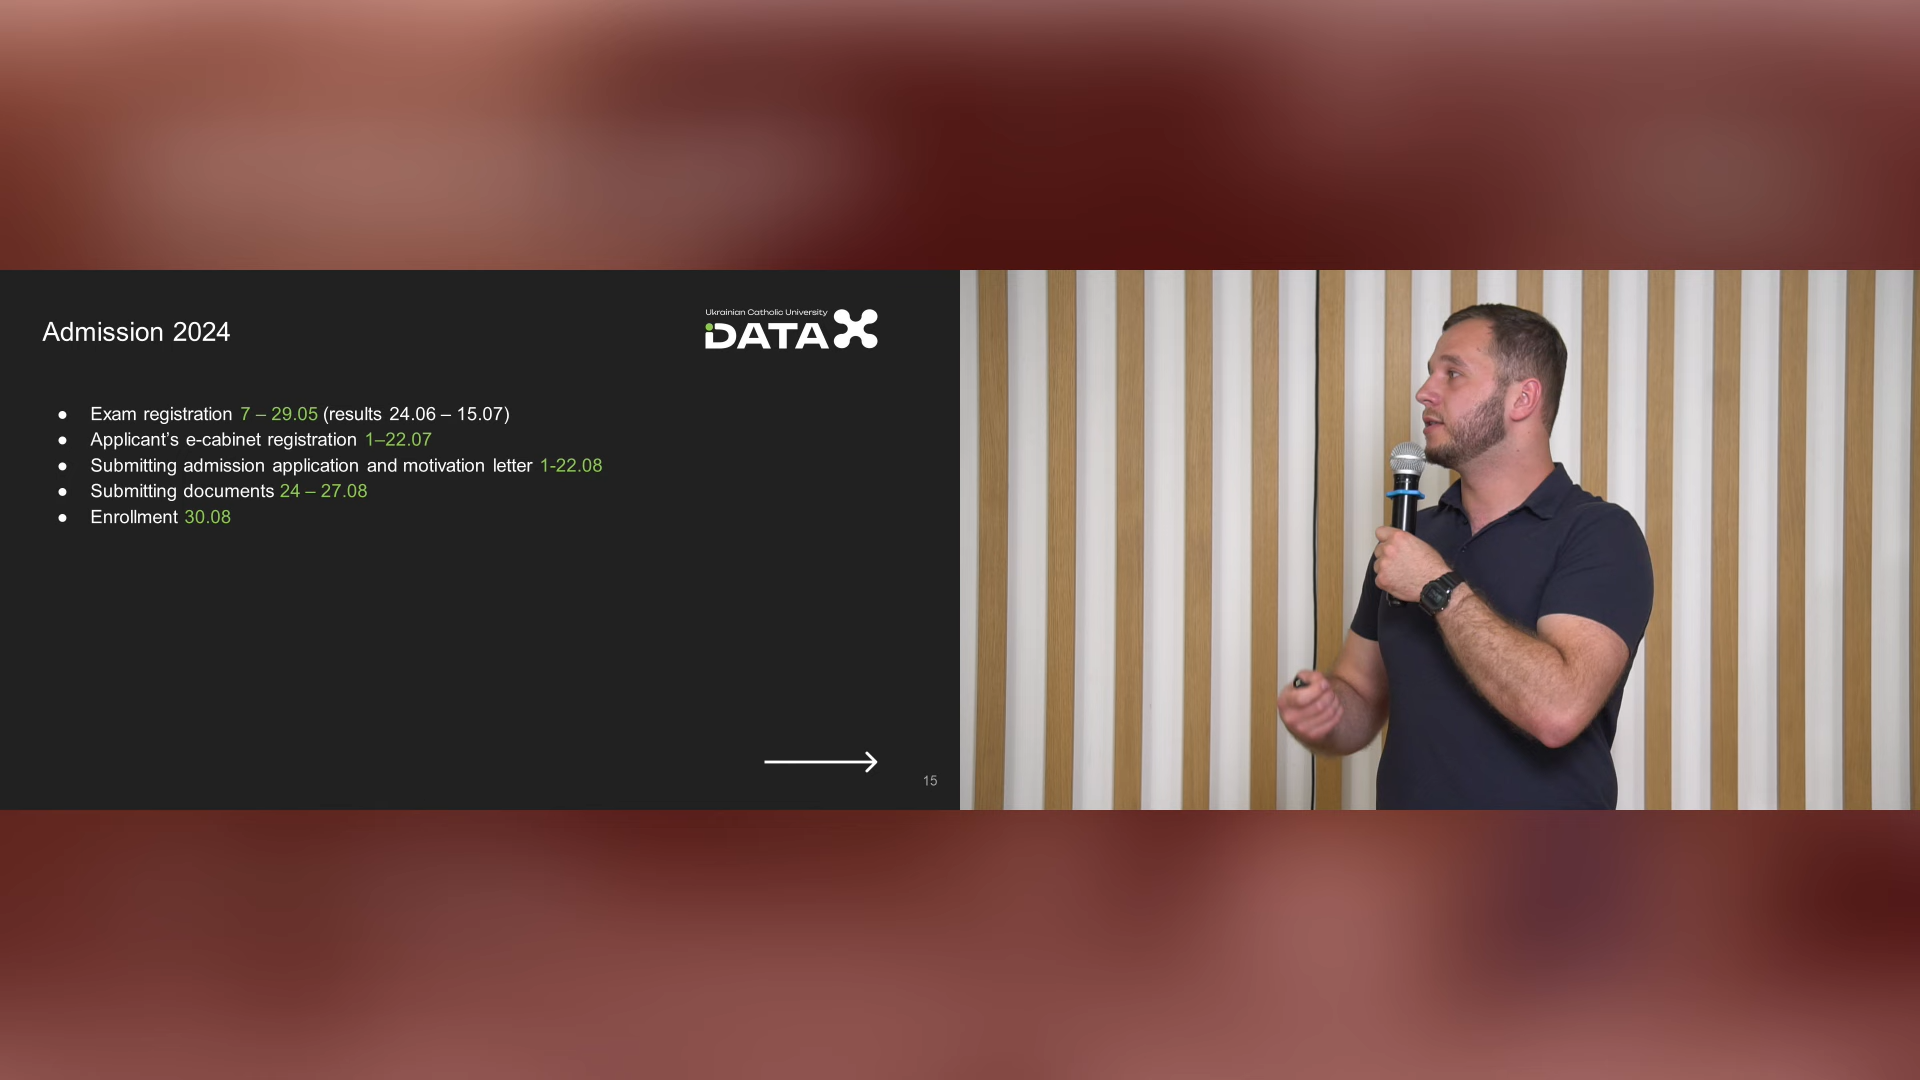 Admission 2024
Ukrainian Catholic University
DATA
● Exam registration 7 – 29.05 (results 24.06 – 15.07)
● Applicant’s e-cabinet registration 1–22.07
● Submitting admission application and motivation letter 1-22.08
● Submitting documents 24 – 27.08
● Enrollment 30.08
15